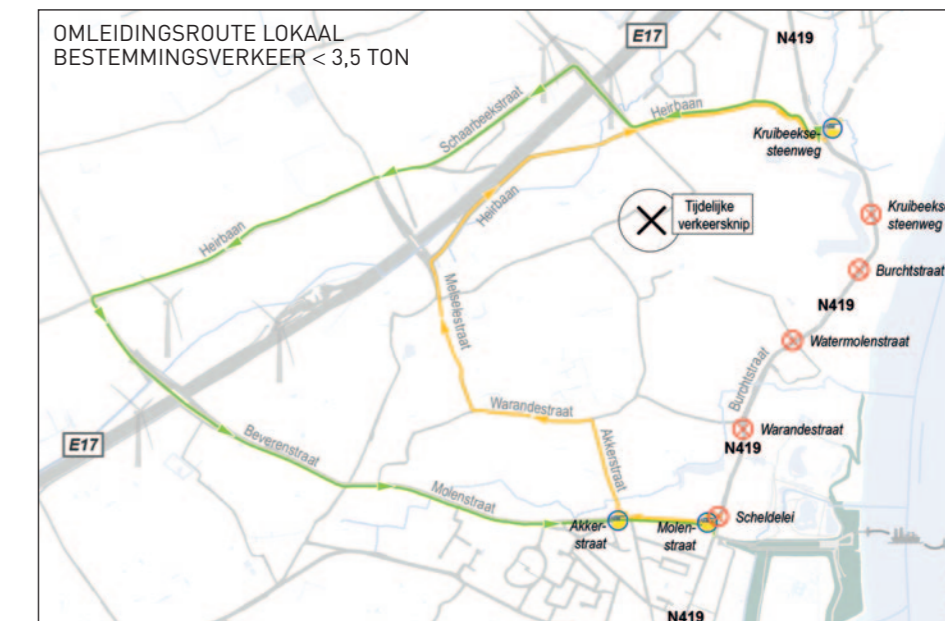 OMLEIDINGSROUTE LOKAAL
BESTEMMINGSVERKEER < 3,5 TON
E17
N419
Schaarbeekstraat
Heirbaan
Kruibeekse-
steenweg
Tijdelijke
verkeersknip
Kruibeekse
steenweg
Heirbaan
Heirbaan
Burchtstraat
N419
Melselestraat
Watermolenstraat
Burchtstraat
Warandestraat
Warandestraat
N419
E17
Beverenstraat
Akkerstraat
Molenstraat
Scheldelei
Akker-
straat
Molen-
straat
N419